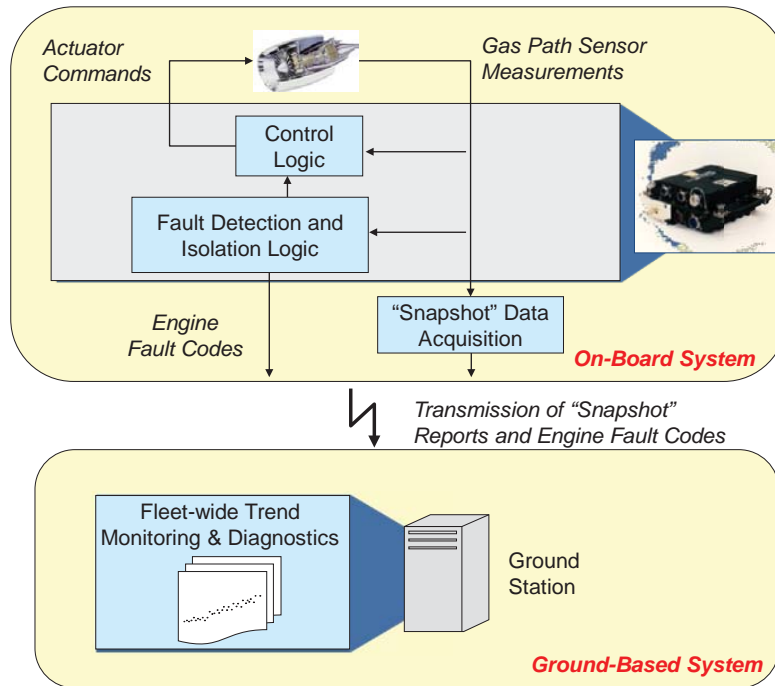 Actuator
Commands
Gas Path Sensor
Measurements
Control
Logic
Fault Detection and
Isolation Logic
Engine
Fault Codes
“Snapshot” Data
Acquisition
On-Board System
Transmission of “Snapshot”
Reports and Engine Fault Codes
Fleet-wide Trend
Monitoring & Diagnostics
Ground
Station
Ground-Based System